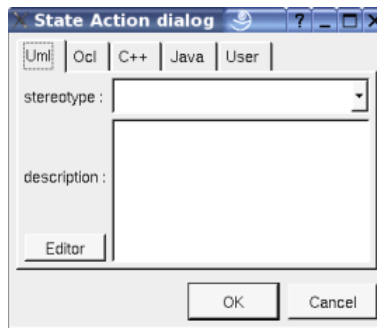 State Action dialog
Uml Ocl C++ Java User
stereotype :
description :
Editor
OK Cancel